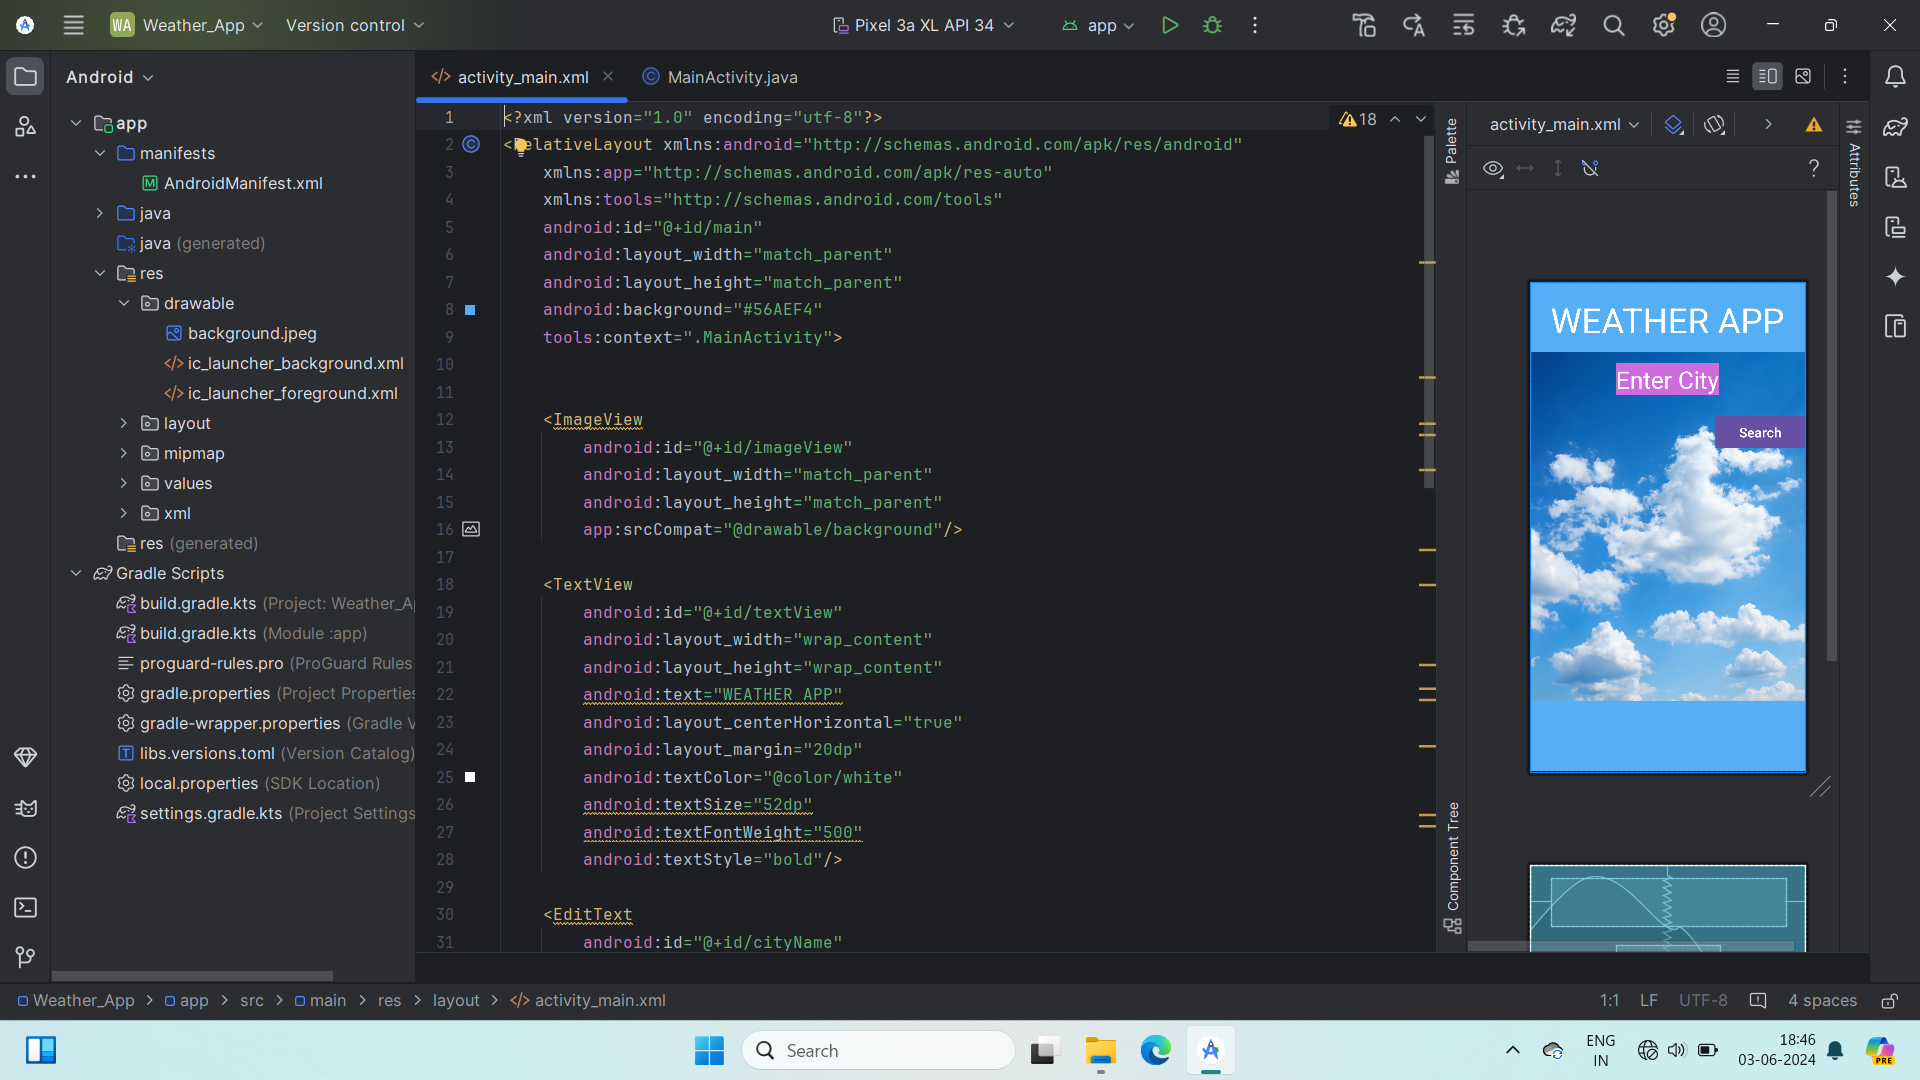 WA Weather_App Version control Pixel 3a XL API 34 app
Android
activity_main.xml MainActivity.java
app
manifests
AndroidManifest.xml
java
java (generated)
res
drawable
background.jpeg
ic_launcher_background.xml
ic_launcher_foreground.xml
layout
mipmap
values
xml
res (generated)
Gradle Scripts
build.gradle.kts (Project: Weather_A
build.gradle.kts (Module :app)
proguard-rules.pro (ProGuard Rules
gradle.properties (Project Properties
gradle-wrapper.properties (Gradle V
libs.versions.toml (Version Catalog)
local.properties (SDK Location)
settings.gradle.kts (Project Settings
18
1 <?xml version="1.0" encoding="utf-8"?>
2 <RelativeLayout xmlns:android="http://schemas.android.com/apk/res/android"
3 xmlns:app="http://schemas.android.com/apk/res-auto"
4 xmlns:tools="http://schemas.android.com/tools"
5 android:id="@+id/main"
6 android:layout_width="match_parent"
7 android:layout_height="match_parent"
8 android:background="#56AEF4"
9 tools:context=".MainActivity">
10
11
12 <ImageView
13 android:id="@+id/imageView"
14 android:layout_width="match_parent"
15 android:layout_height="match_parent"
16 app:srcCompat="@drawable/background"/>
17
18 <TextView
19 android:id="@+id/textView"
20 android:layout_width="wrap_content"
21 android:layout_height="wrap_content"
22 android:text="WEATHER APP"
23 android:layout_centerHorizontal="true"
24 android:layout_margin="20dp"
25 android:textColor="@color/white"
26 android:textSize="52dp"
27 android:textFontWeight="500"
28 android:textStyle="bold"/>
29
30 <EditText
31 android:id="@+id/cityName"
Palette
Component Tree
activity_main.xml
?
Attributes
WEATHER APP
Enter City
Search
Weather_App > app > src > main > res > layout > activity_main.xml
1:1 LF UTF-8 4 spaces
Search
ENG
IN
18:46
03-06-2024
PRE